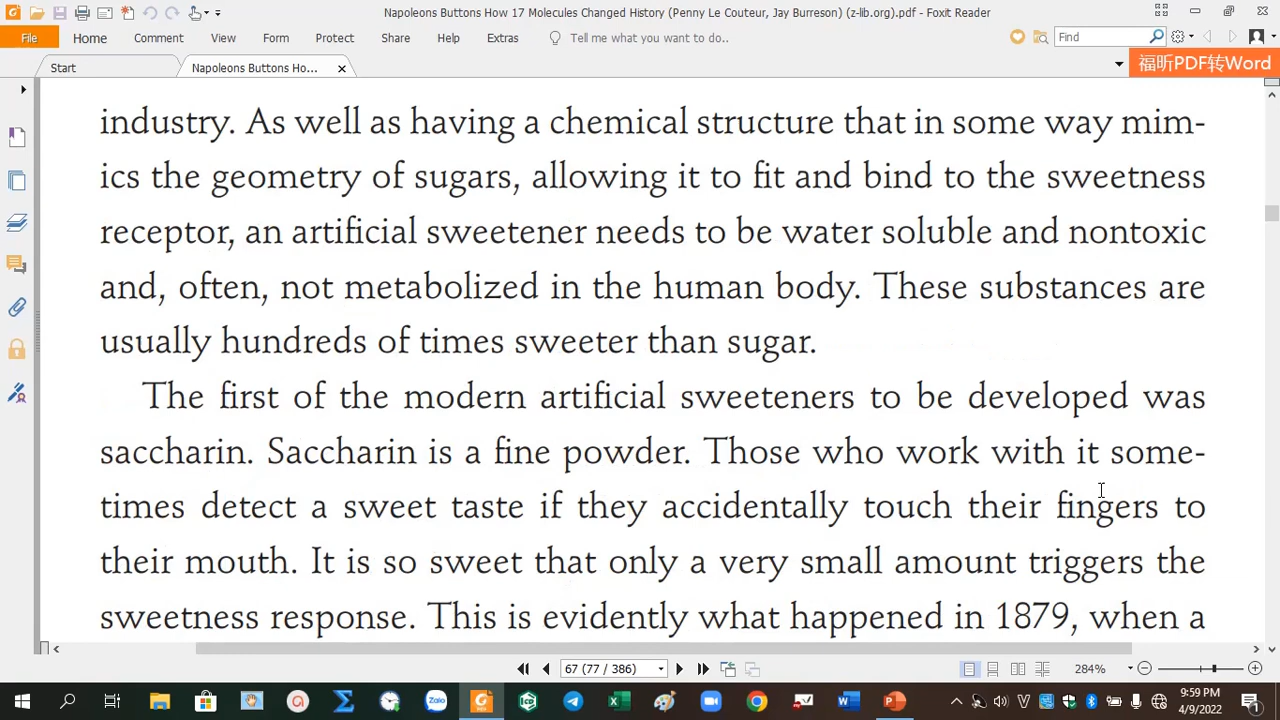 Napoleons Buttons How 17 Molecules Changed History (Penny Le Couteur, Jay Burreson) (z-lib.org).pdf - Foxit Reader
File Home Comment View Form Protect Share Help Extras Tell me what you want to do.. Find
Start Napoleons Buttons Ho... 福昕PDF转Word
industry. As well as having a chemical structure that in some way mim-
ics the geometry of sugars, allowing it to fit and bind to the sweetness
receptor, an artificial sweetener needs to be water soluble and nontoxic
and, often, not metabolized in the human body. These substances are
usually hundreds of times sweeter than sugar.
The first of the modern artificial sweeteners to be developed was
saccharin. Saccharin is a fine powder. Those who work with it some-
times detect a sweet taste if they accidentally touch their fingers to
their mouth. It is so sweet that only a very small amount triggers the
sweetness response. This is evidently what happened in 1879, when a
67 (77 / 386) 284%
Zalo
9:59 PM
4/9/2022